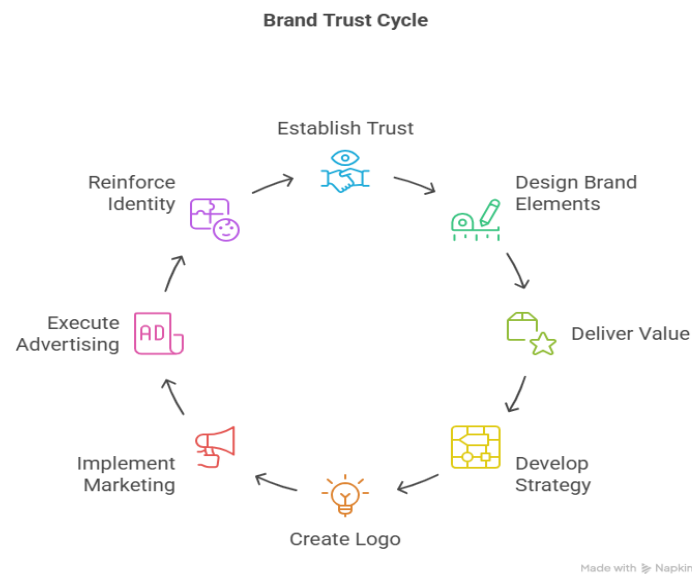 Brand Trust Cycle
Establish Trust
Design Brand
Elements
Deliver Value
Develop
Strategy
Create Logo
Implement
Marketing
Execute
Advertising
AD
Reinforce
Identity
Made with Napkin